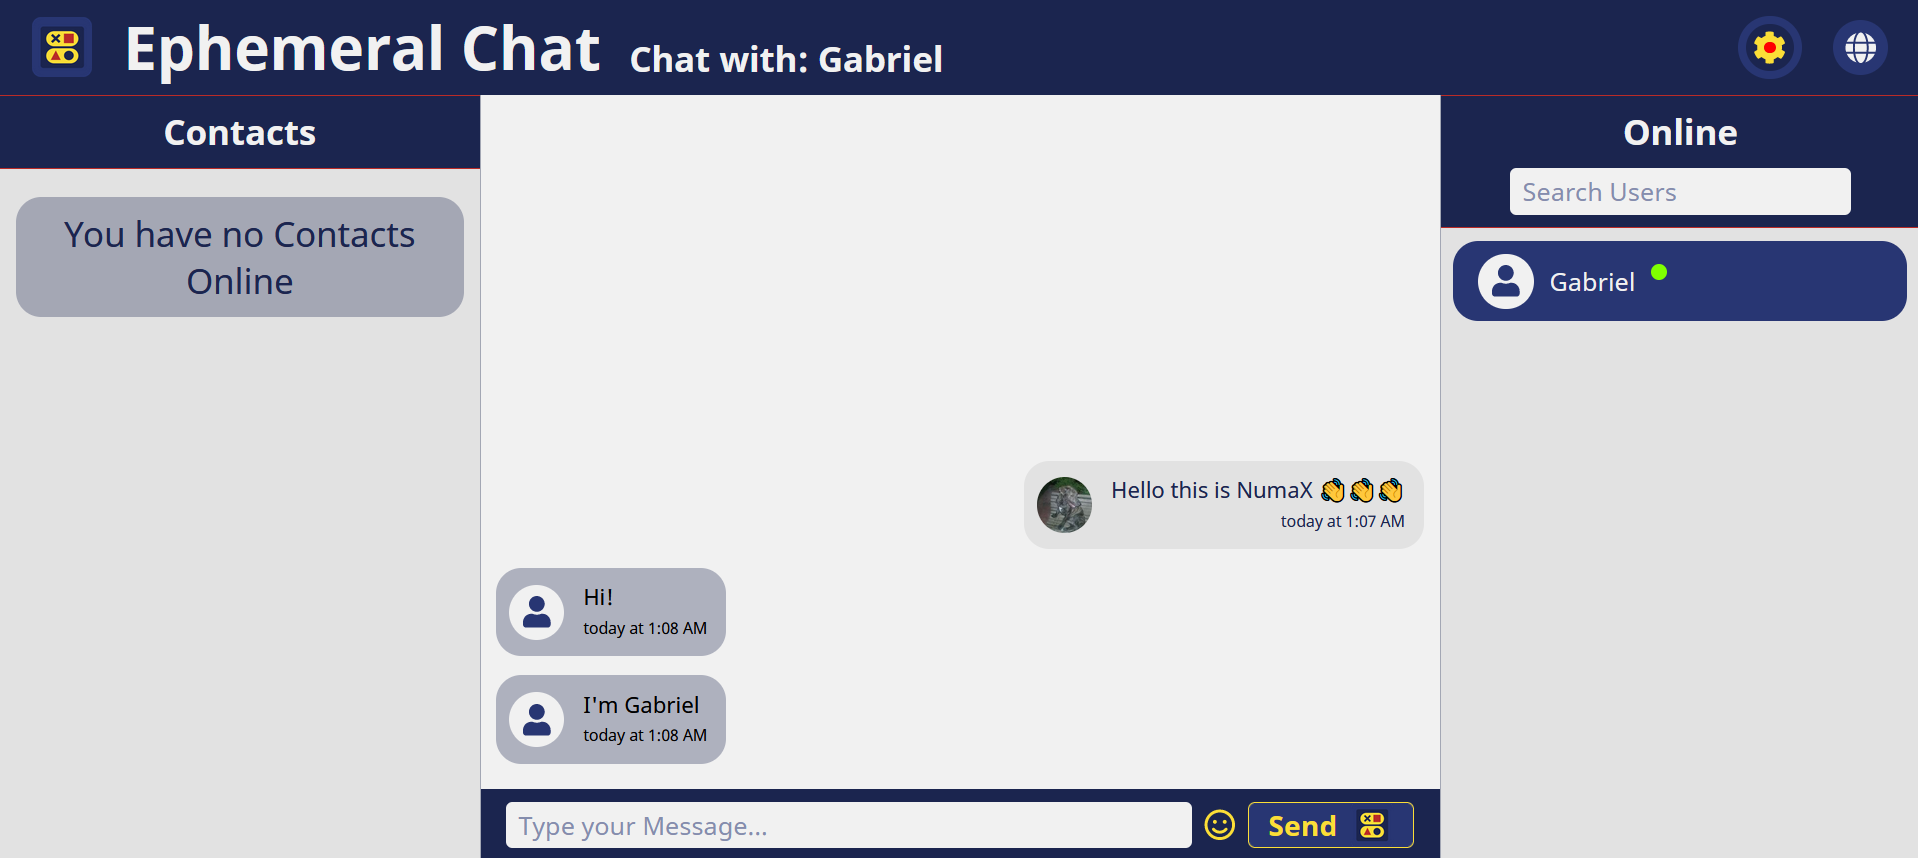 Ephemeral Chat
Chat with: Gabriel
Contacts
You have no Contacts
Online
Hello this is NumaX 👏👏👏
today at 1:07 AM
Hi!
today at 1:08 AM
I'm Gabriel
today at 1:08 AM
Type your Message...
Send
Online
Search Users
Gabriel